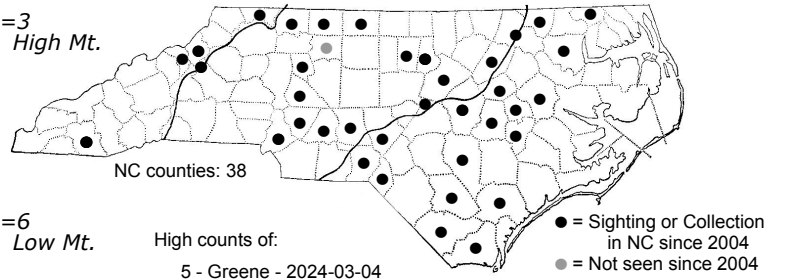 =3
High Mt.
NC counties: 38
=6
Low Mt.
High counts of:
5 - Greene - 2024-03-04
= Sighting or Collection
in NC since 2004
= Not seen since 2004